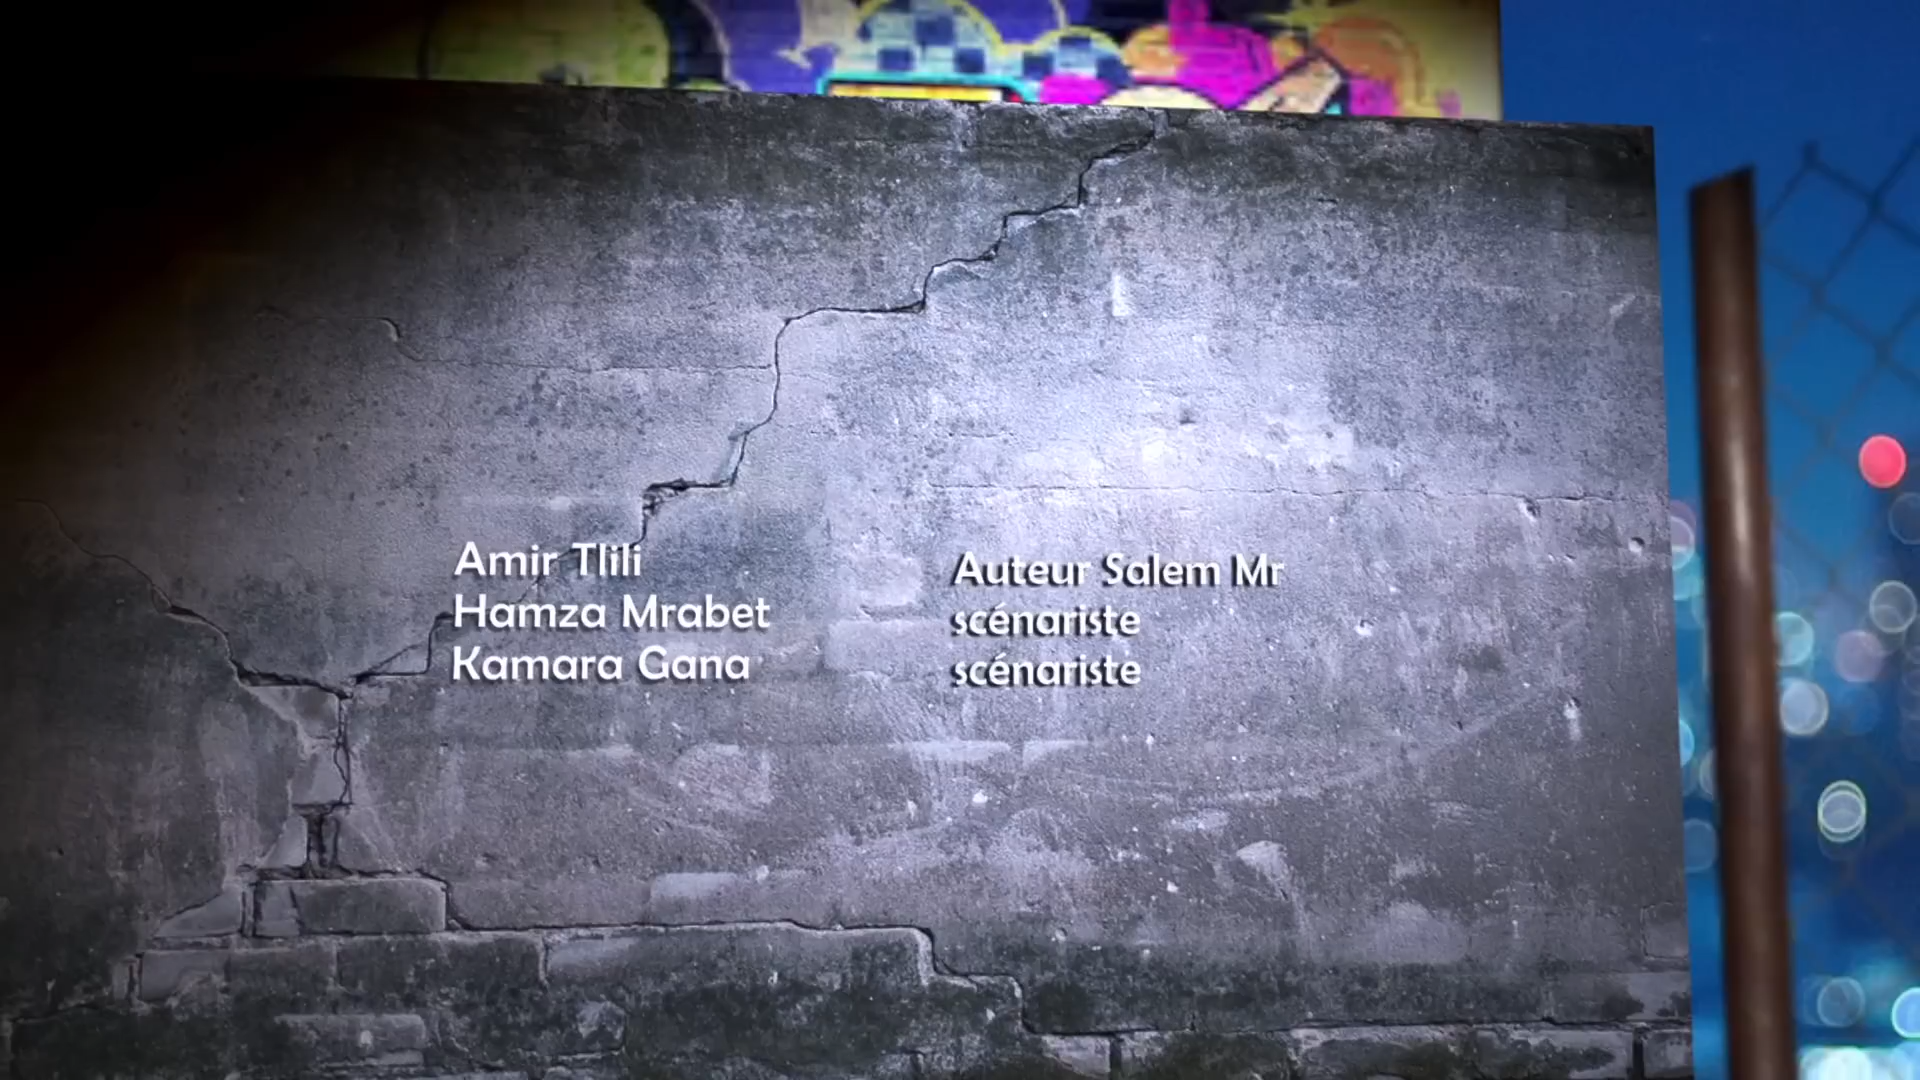 Amir Tlili
Hamza Mrabet
Kamara Gana
Auteur Salem Mr
scénariste
scénariste